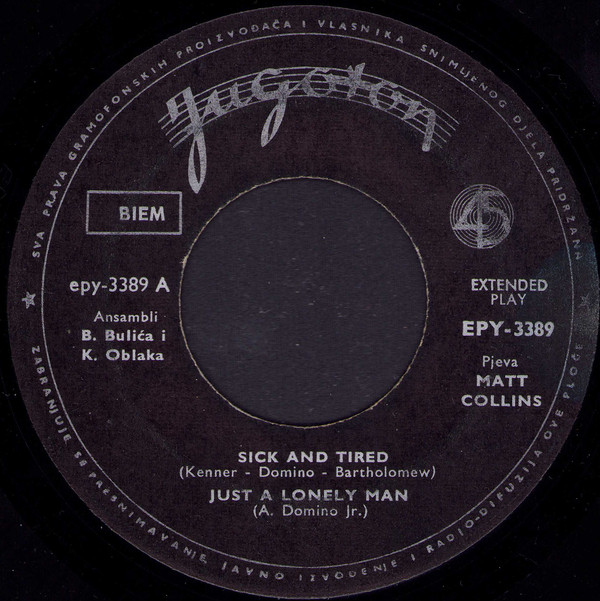 SVA PRAVA GRAMOFONSKIH PROIZVOĐAČA I VLASNIKA SNIMLJENOG DJELA PRIDRŽANA
Jugoton
BIEM
45
epy-3389 A
EXTENDED
PLAY
EPY-3389
Ansambli
B. Bulića i
K. Oblaka
Pjeva
MATT
COLLINS
SICK AND TIRED
(Kenner - Domino - Bartholomew)
JUST A LONELY MAN
(A. Domino Jr.)
ZABRANJUJE SE PRESNIMAVANJE, JAVNO IZVOĐENJE I RADIO-DIFUZIJA OVE PLOČE